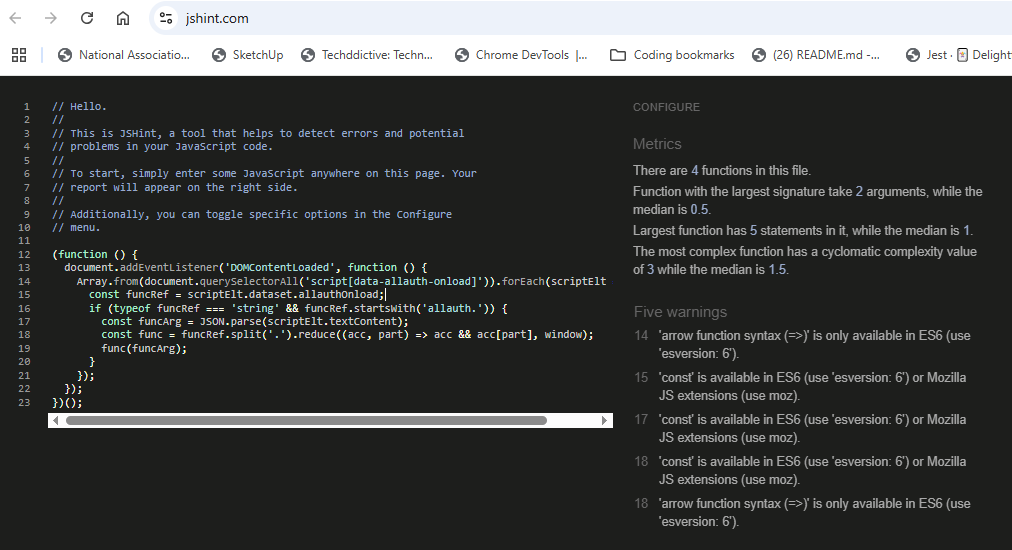 jshint.com
National Associatio...
SketchUp
Techddictive: Techn...
Chrome DevTools |...
Coding bookmarks
(26) README.md -...
Jest ·
Delight
1 // Hello.
2 //
3 // This is JSHint, a tool that helps to detect errors and potential
4 // problems in your JavaScript code.
5 //
6 // To start, simply enter some JavaScript anywhere on this page. Your
7 // report will appear on the right side.
8 //
9 // Additionally, you can toggle specific options in the Configure
10 // menu.
11
12 (function () {
13 document.addEventListener('DOMContentLoaded', function () {
14 Array.from(document.querySelectorAll('script[data-allauth-onload]')).forEach(scriptElt
15 const funcRef = scriptElt.dataset.allauthOnload;
16 if (typeof funcRef === 'string' && funcRef.startsWith('allauth.')) {
17 const funcArg = JSON.parse(scriptElt.textContent);
18 const func = funcRef.split('.').reduce((acc, part) => acc && acc[part], window);
19 func(funcArg);
20 }
21 });
22 });
23 })();
CONFIGURE
Metrics
There are 4 functions in this file.
Function with the largest signature take 2 arguments, while the
median is 0.5.
Largest function has 5 statements in it, while the median is 1.
The most complex function has a cyclomatic complexity value
of 3 while the median is 1.5.
Five warnings
14 'arrow function syntax (=>)' is only available in ES6 (use
'esversion: 6').
15 'const' is available in ES6 (use 'esversion: 6') or Mozilla
JS extensions (use moz).
17 'const' is available in ES6 (use 'esversion: 6') or Mozilla
JS extensions (use moz).
18 'const' is available in ES6 (use 'esversion: 6') or Mozilla
JS extensions (use moz).
18 'arrow function syntax (=>)' is only available in ES6 (use
'esversion: 6').